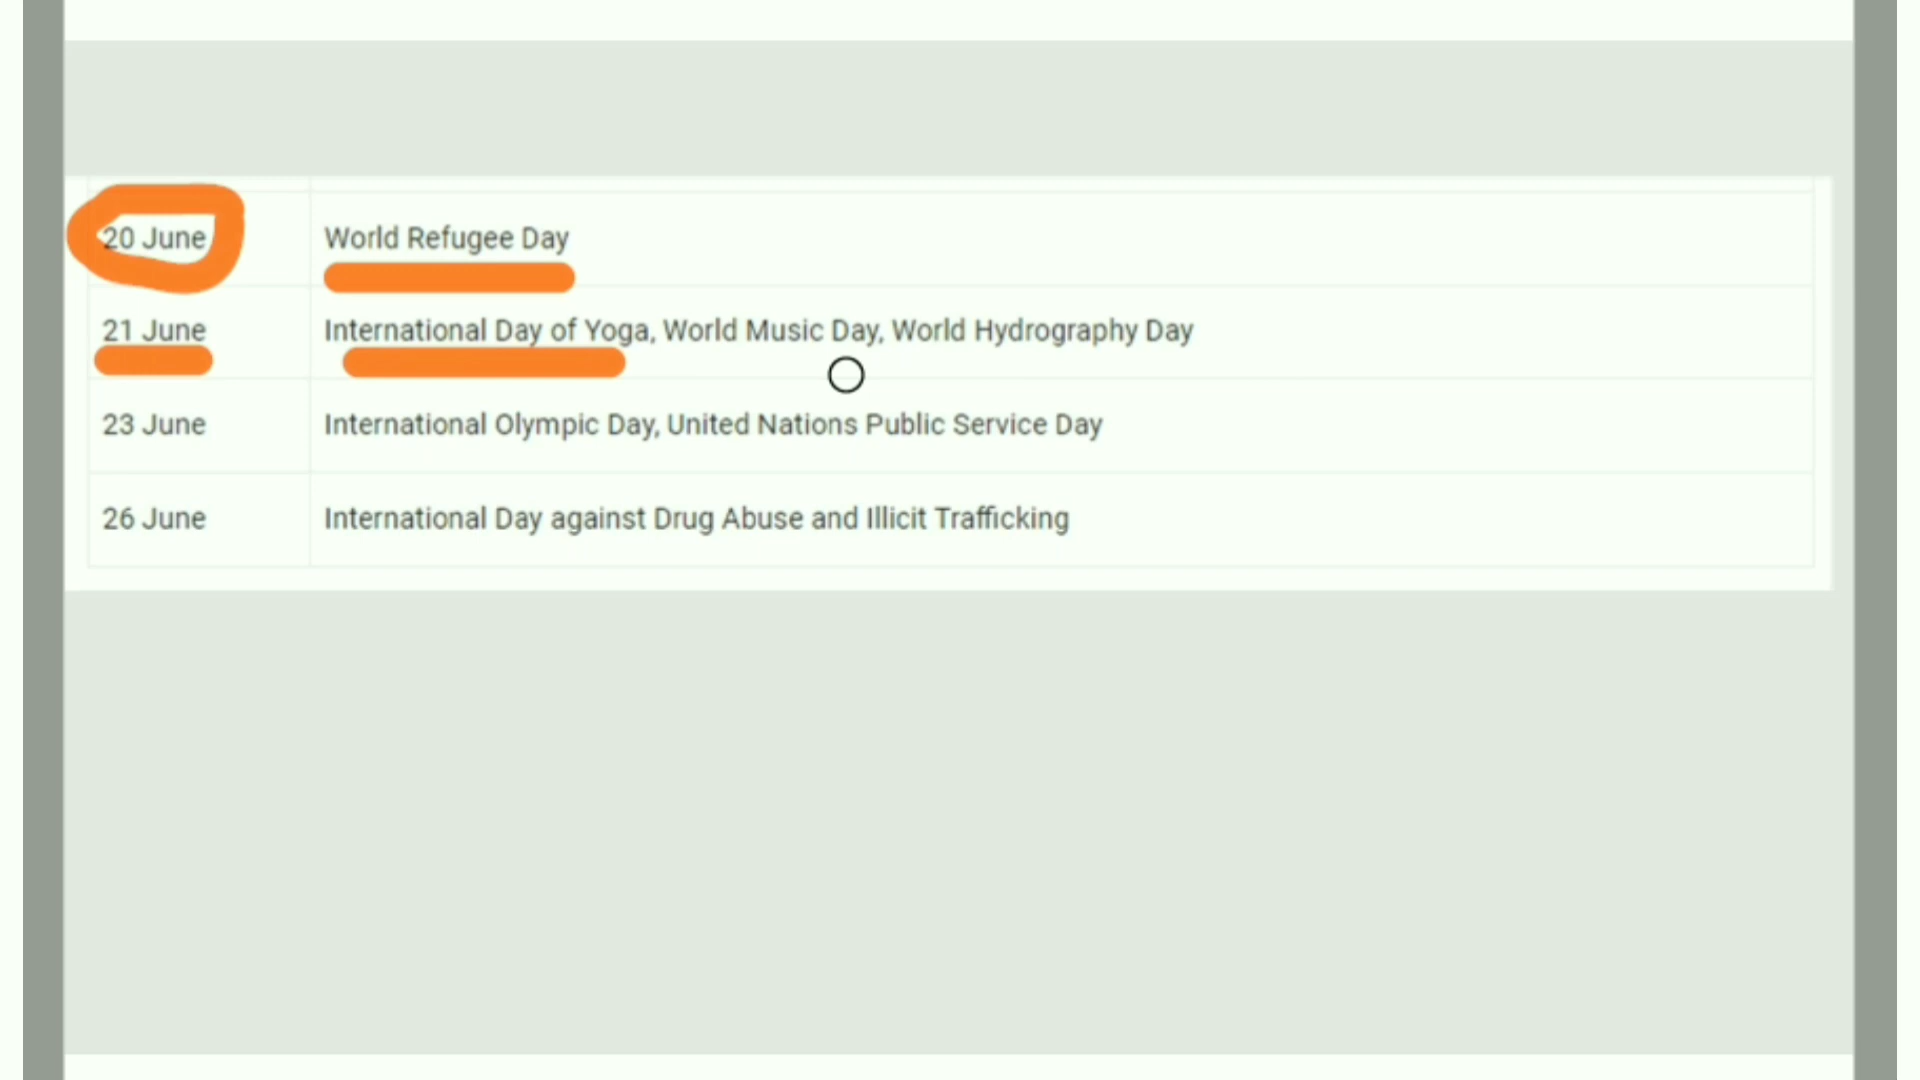 20 June World Refugee Day
21 June International Day of Yoga, World Music Day, World Hydrography Day
23 June International Olympic Day, United Nations Public Service Day
26 June International Day against Drug Abuse and Illicit Trafficking